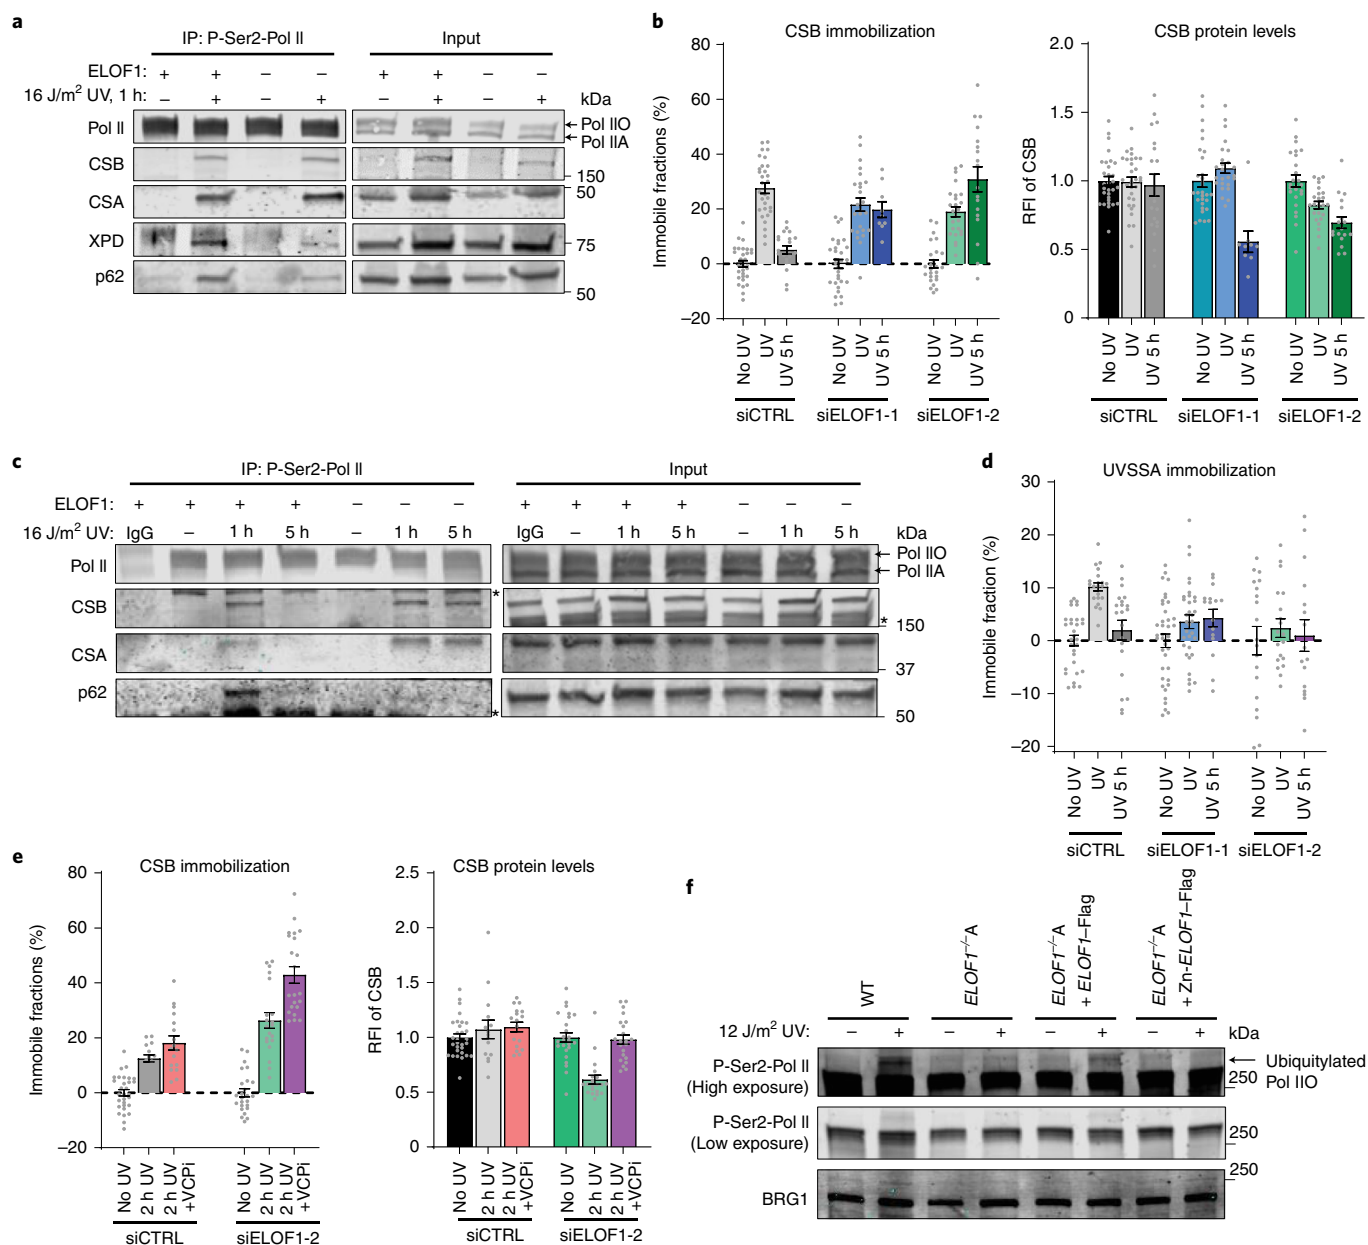 a
IP: P-Ser2-Pol II
Input
ELOF1: + + – – + + – –
16 J/m² UV, 1 h: – + – + – + – + kDa
Pol II
Pol IIO
Pol IIA
CSB
150
CSA
50
XPD
75
p62
50
b
CSB immobilization
Immobile fractions (%)
80
60
40
20
0
–20
No UV
UV
UV 5 h
No UV
UV
UV 5 h
No UV
UV
UV 5 h
siCTRL
siELOF1-1
siELOF1-2
CSB protein levels
RFI of CSB
2.0
1.5
1.0
0.5
0
No UV
UV
UV 5 h
No UV
UV
UV 5 h
No UV
UV
UV 5 h
siCTRL
siELOF1-1
siELOF1-2
c
IP: P-Ser2-Pol II
Input
ELOF1: + + + + – – – + + + + – – –
16 J/m² UV: IgG – 1 h 5 h – 1 h 5 h IgG – 1 h 5 h – 1 h 5 h kDa
Pol II
Pol IIO
Pol IIA
CSB
*
* 150
CSA
37
p62
*
50
d
UVSSA immobilization
Immobile fraction (%)
30
20
10
0
–10
–20
No UV
UV
UV 5 h
No UV
UV
UV 5 h
No UV
UV
UV 5 h
siCTRL
siELOF1-1
siELOF1-2
e
CSB immobilization
Immobile fractions (%)
80
60
40
20
0
–20
No UV
2 h UV
2 h UV
+VCPi
No UV
2 h UV
2 h UV
+VCPi
siCTRL
siELOF1-2
CSB protein levels
RFI of CSB
2.5
2.0
1.5
1.0
0.5
0
No UV
2 h UV
2 h UV
+VCPi
No UV
2 h UV
2 h UV
+VCPi
siCTRL
siELOF1-2
f
WT
ELOF1⁻/⁻A
ELOF1⁻/⁻A
+ ELOF1–Flag
ELOF1⁻/⁻A
+ Zn-ELOF1–Flag
12 J/m² UV: – + – + – + – + kDa
P-Ser2-Pol II
(High exposure)
Ubiquitylated
Pol IIO
250
P-Ser2-Pol II
(Low exposure)
250
250
BRG1